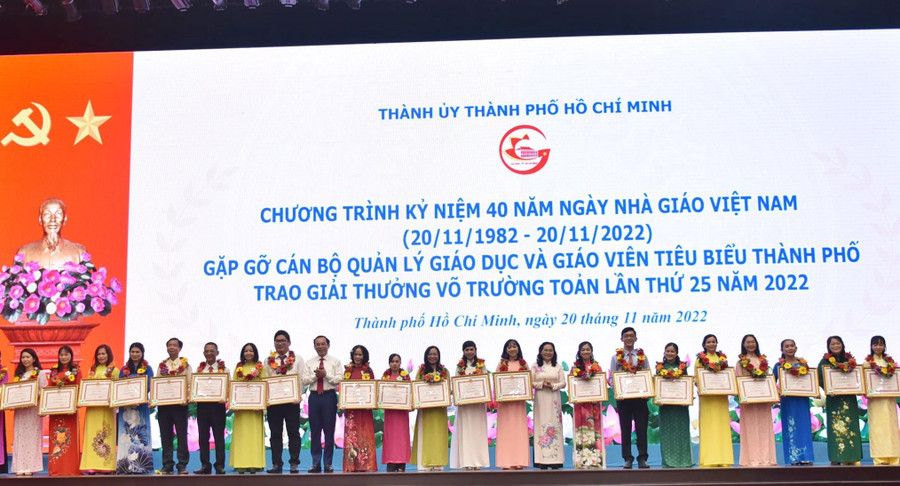 THÀNH ỦY THÀNH PHỐ HỒ CHÍ MINH
CHƯƠNG TRÌNH KỶ NIỆM 40 NĂM NGÀY NHÀ GIÁO VIỆT NAM
(20/11/1982 - 20/11/2022)
GẶP GỠ CÁN BỘ QUẢN LÝ GIÁO DỤC VÀ GIÁO VIÊN TIÊU BIỂU THÀNH PHỐ
TRAO GIẢI THƯỞNG VÕ TRƯỜNG TOẢN LẦN THỨ 25 NĂM 2022
Thành phố Hồ Chí Minh, ngày 20 tháng 11 năm 2022